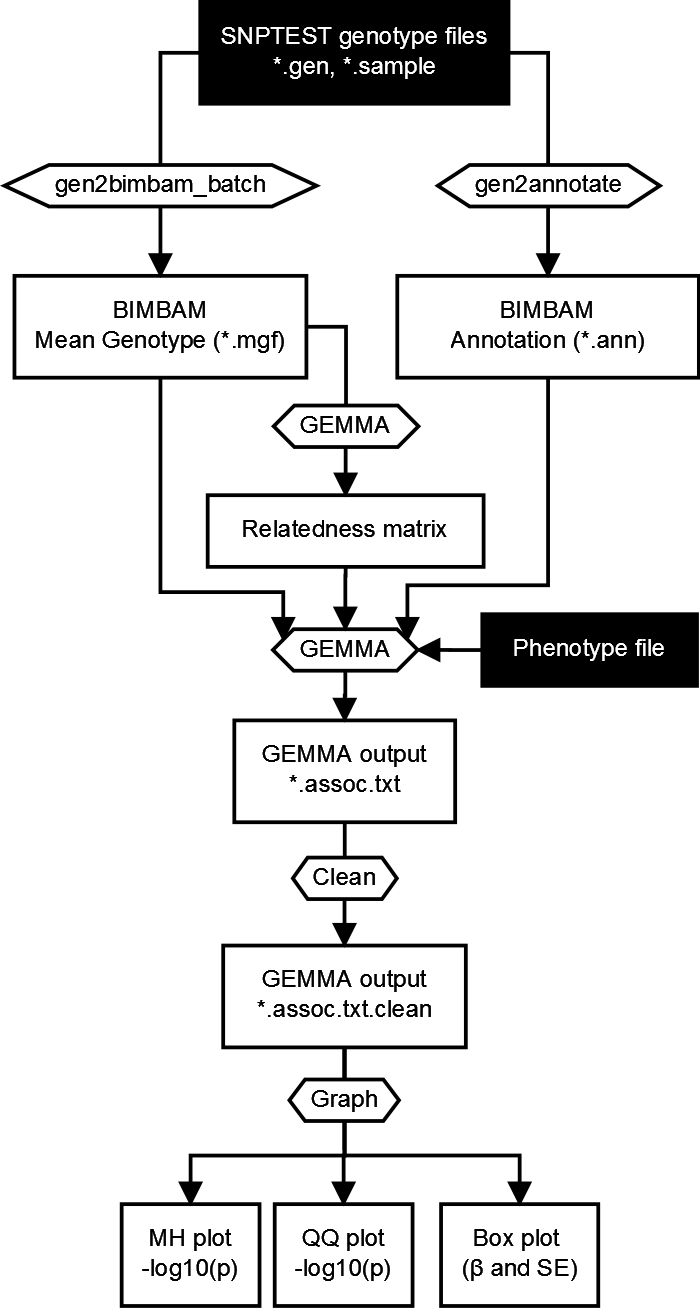 SNPTEST genotype files
*.gen, *.sample
gen2bimbam_batch
gen2annotate
BIMBAM
Mean Genotype (*.mgf)
BIMBAM
Annotation (*.ann)
GEMMA
Relatedness matrix
GEMMA
Phenotype file
GEMMA output
*.assoc.txt
Clean
GEMMA output
*.assoc.txt.clean
Graph
MH plot
-log10(p)
QQ plot
-log10(p)
Box plot
(β and SE)